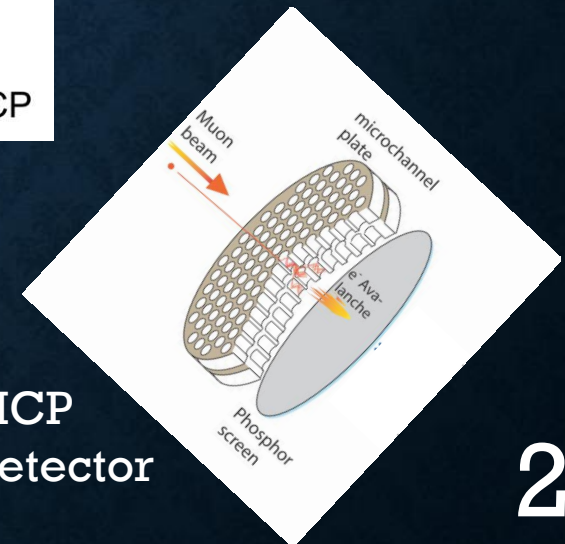 CP
Muon
beam
microchannel
plate
e⁻ Ava-
lanche
Phosphor
screen
ICP
etector
2